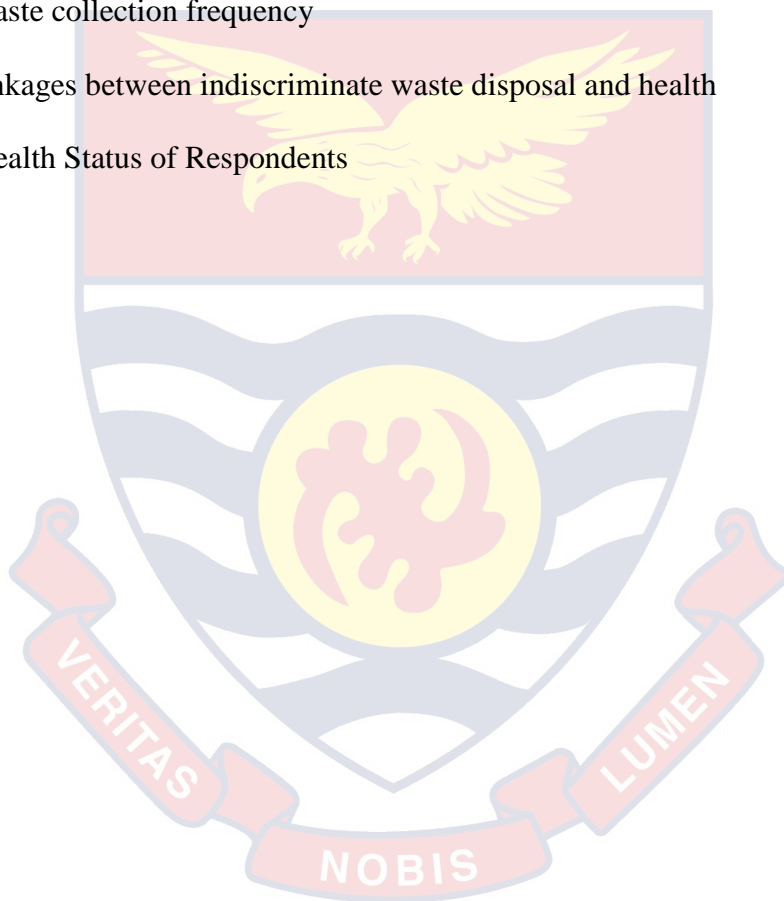 aste collection frequency
nkages between indiscriminate waste disposal and health
ealth Status of Respondents
VERITAS
NOBIS
LUMEN